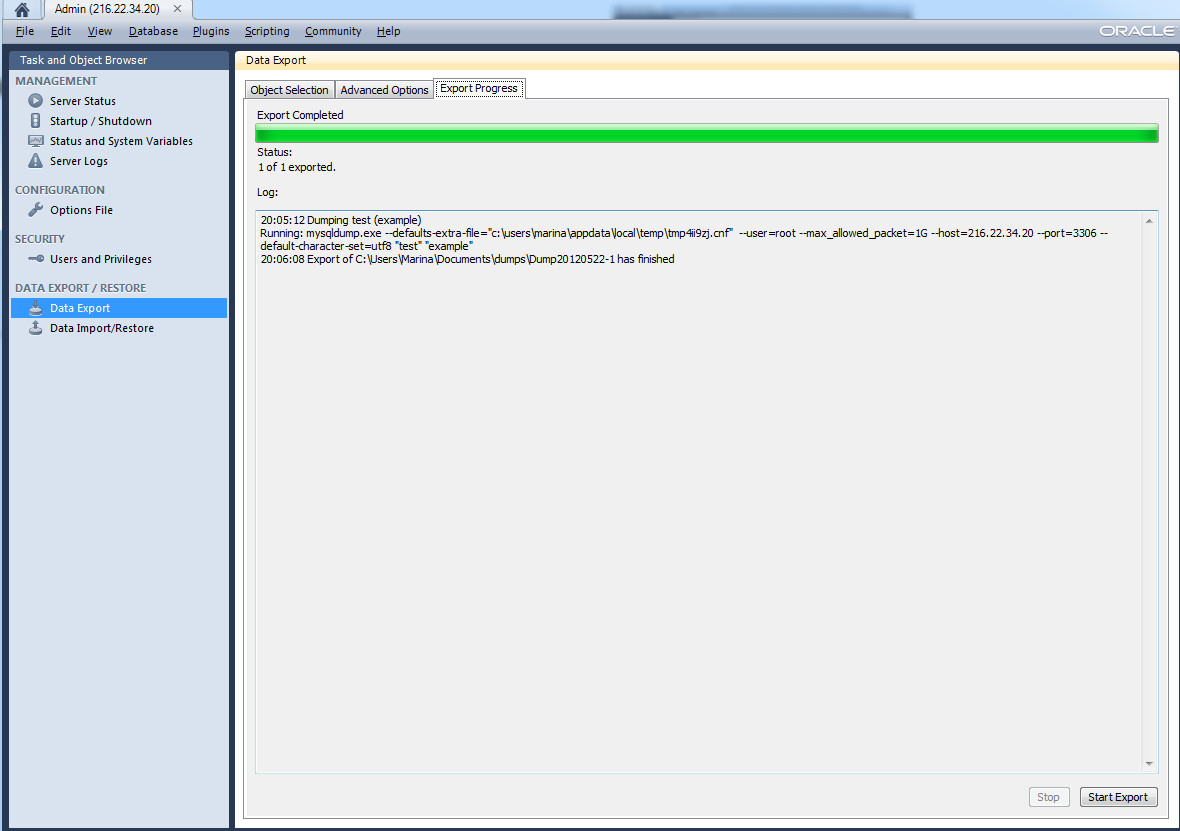 Admin (216.22.34.20)
File Edit View Database Plugins Scripting Community Help
ORACLE
Task and Object Browser
MANAGEMENT
Server Status
Startup / Shutdown
Status and System Variables
Server Logs
CONFIGURATION
Options File
SECURITY
Users and Privileges
DATA EXPORT / RESTORE
Data Export
Data Import/Restore
Data Export
Object Selection Advanced Options Export Progress
Export Completed
Status:
1 of 1 exported.
Log:
20:05:12 Dumping test (example)
Running: mysqldump.exe --defaults-extra-file="c:\users\marina\appdata\local\temp\tmp4ii9zj.cnf" --user=root --max_allowed_packet=1G --host=216.22.34.20 --port=3306 --
default-character-set=utf8 "test" "example"
20:06:08 Export of C:\Users\Marina\Documents\dumps\Dump20120522-1 has finished
Stop Start Export